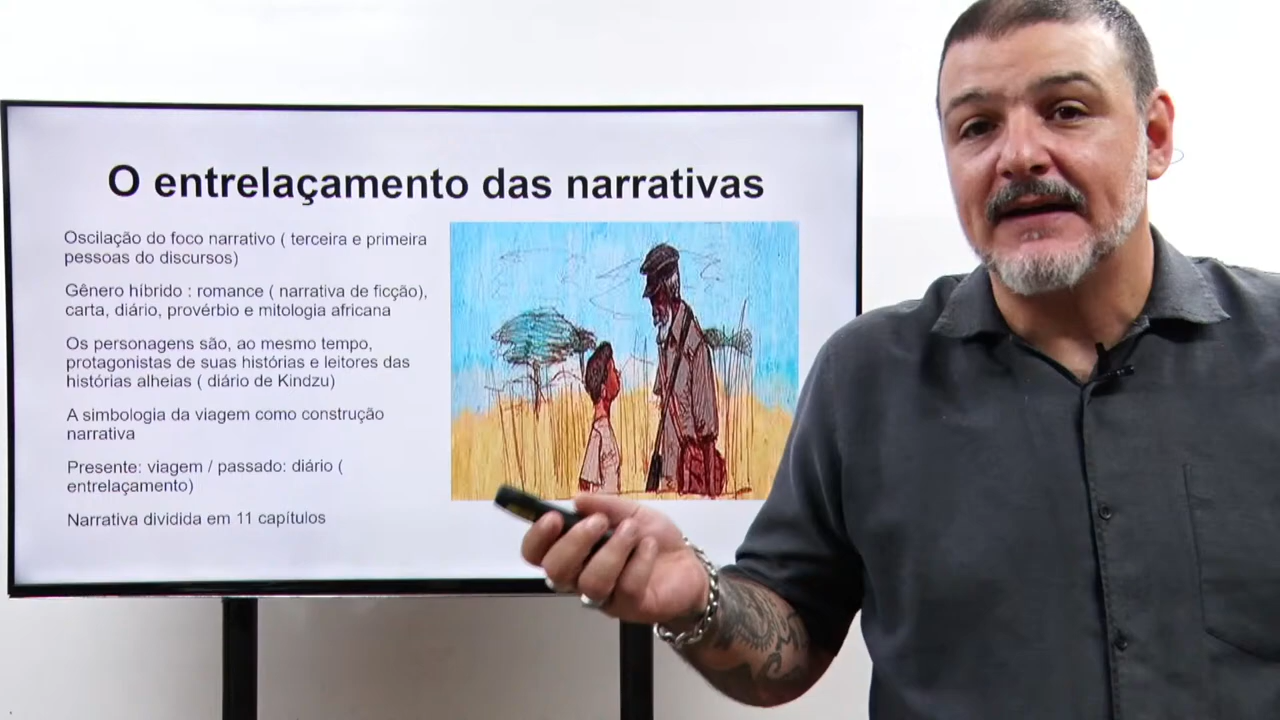 O entrelaçamento das narrativas
Oscilação do foco narrativo ( terceira e primeira
pessoas do discursos)
Gênero híbrido : romance ( narrativa de ficção),
carta, diário, provérbio e mitologia africana
Os personagens são, ao mesmo tempo,
protagonistas de suas histórias e leitores das
histórias alheias ( diário de Kindzu)
A simbologia da viagem como construção
narrativa
Presente: viagem / passado: diário (
entrelaçamento)
Narrativa dividida em 11 capítulos